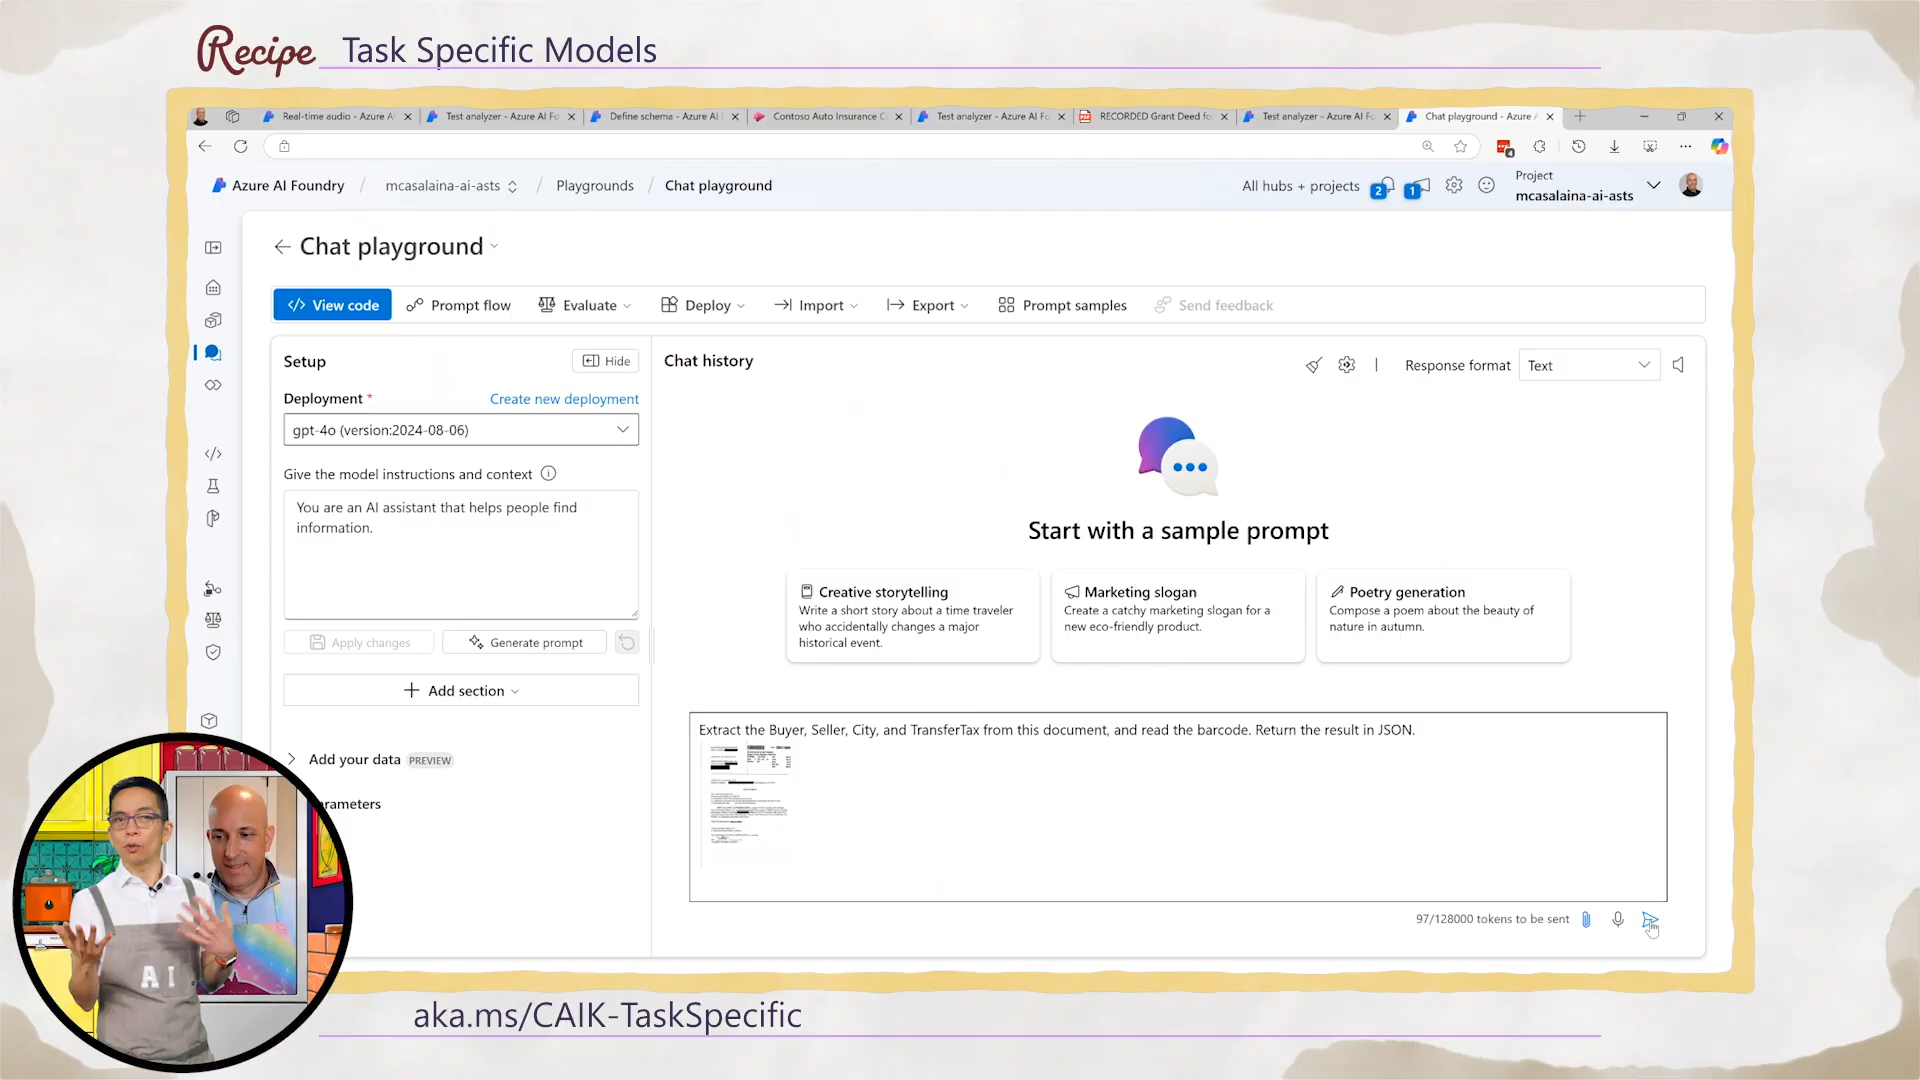 Recipe Task Specific Models
Real-time audio - Azure AI
Test analyzer - Azure AI Fo
Define schema - Azure AI
Contoso Auto Insurance C
Test analyzer - Azure AI Fo
RECORDED Grant Deed fo
Test analyzer - Azure AI Fo
Chat playground - Azure A
4
Azure AI Foundry / mcasalaina-ai-asts / Playgrounds / Chat playground
All hubs + projects
2
1
Project
mcasalaina-ai-asts
Chat playground
View code
Prompt flow
Evaluate
Deploy
Import
Export
Prompt samples
Send feedback
Setup
Hide
Deployment *
Create new deployment
gpt-4o (version:2024-08-06)
Give the model instructions and context
You are an AI assistant that helps people find
information.
Apply changes
Generate prompt
Add section
Add your data PREVIEW
Chat history
Response format
Text
Start with a sample prompt
Creative storytelling
Write a short story about a time traveler
who accidentally changes a major
historical event.
Marketing slogan
Create a catchy marketing slogan for a
new eco-friendly product.
Poetry generation
Compose a poem about the beauty of
nature in autumn.
Extract the Buyer, Seller, City, and TransferTax from this document, and read the barcode. Return the result in JSON.
97/128000 tokens to be sent
AI
aka.ms/CAIK-TaskSpecific